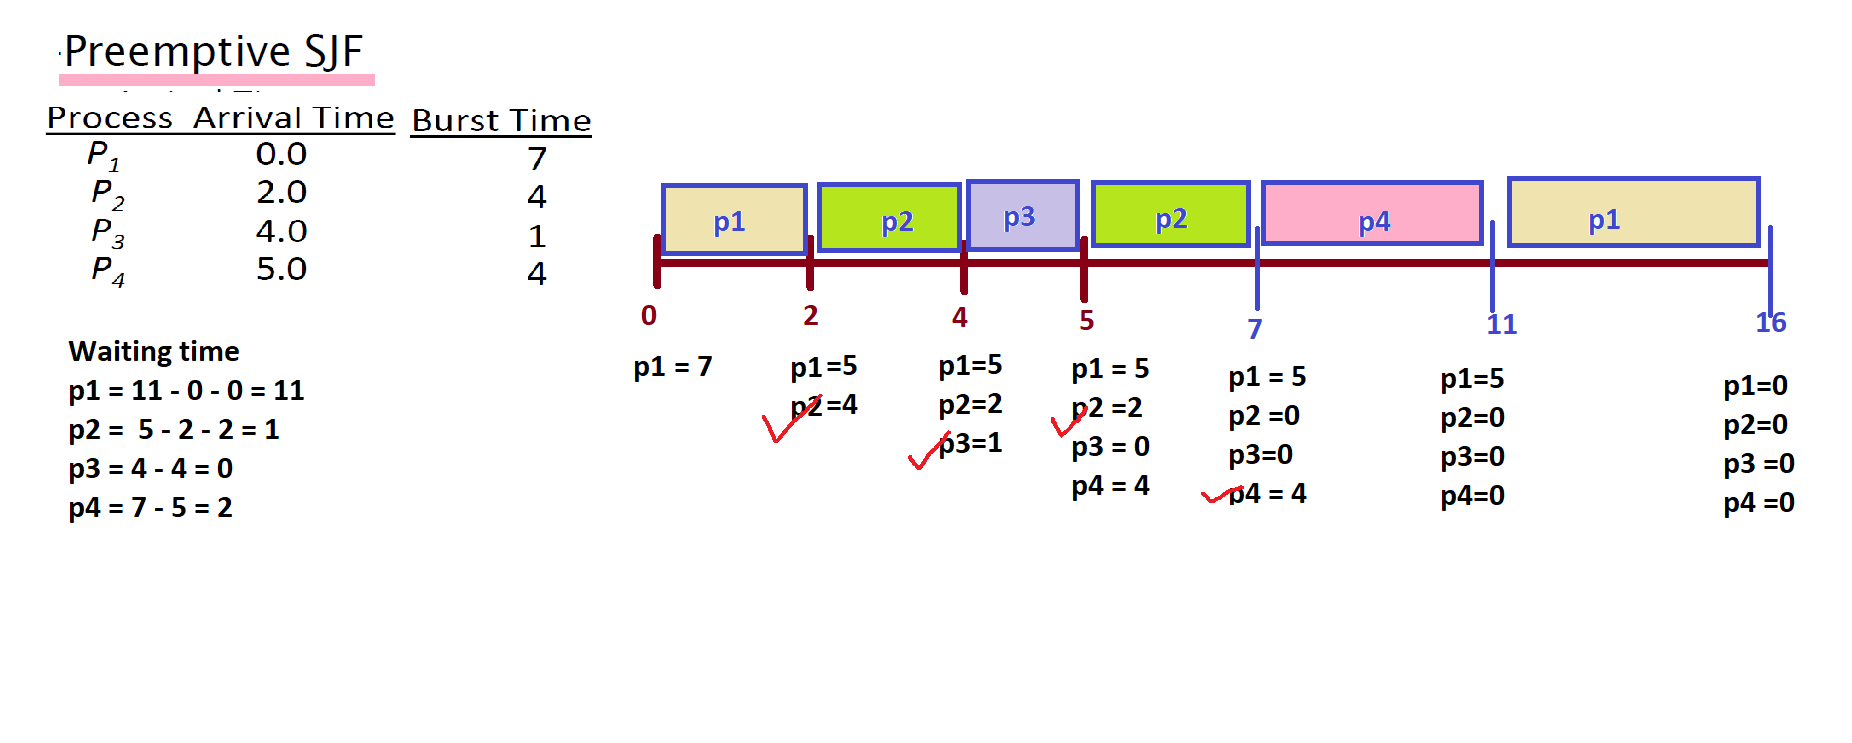 Preemptive SJF
Process Arrival Time Burst Time
P1 0.0 7
P2 2.0 4
P3 4.0 1
P4 5.0 4
p1 p2 p3 p2 p4 p1
0 2 4 5 7 11 16
Waiting time
p1 = 11 - 0 - 0 = 11
p2 = 5 - 2 - 2 = 1
p3 = 4 - 4 = 0
p4 = 7 - 5 = 2
p1 = 7
p1 =5
p2 =4
p1=5
p2=2
p3=1
p1 = 5
p2 =2
p3 = 0
p4 = 4
p1 = 5
p2 =0
p3=0
p4 = 4
p1=5
p2=0
p3=0
p4=0
p1=0
p2=0
p3 =0
p4 =0